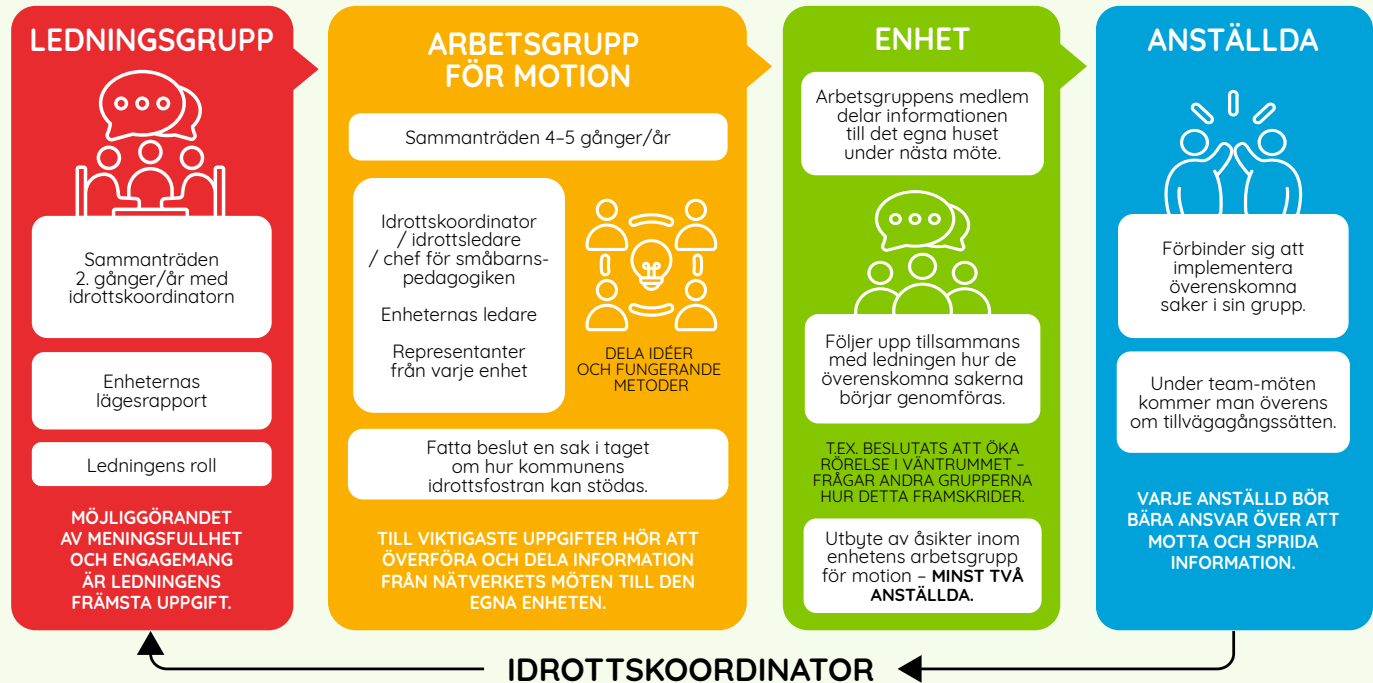 LEDNINGSGRUPP
Sammanträden
2. gånger/år med
idrottskoordinatorn
Enheternas
lägesrapport
Ledningens roll
MÖJLIGGÖRANDET
AV MENINGSFULLHET
OCH ENGAGEMANG
ÄR LEDNINGENS
FRÄMSTA UPPGIFT.
ARBETSGRUPP
FÖR MOTION
Sammanträden 4–5 gånger/år
Idrottskoordinator
/ idrottsledare
/ chef för småbarns-
pedagogiken
Enheternas ledare
Representanter
från varje enhet
DELA IDÉER
OCH FUNGERANDE
METODER
Fatta beslut en sak i taget
om hur kommunens
idrottsfostran kan stödas.
TILL VIKTIGASTE UPPGIFTER HÖR ATT
ÖVERFÖRA OCH DELA INFORMATION
FRÅN NÄTVERKETS MÖTEN TILL DEN
EGNA ENHETEN.
ENHET
Arbetsgruppens medlem
delar informationen
till det egna huset
under nästa möte.
Följer upp tillsammans
med ledningen hur de
överenskomna sakerna
börjar genomföras.
T.EX. BESLUTATS ATT ÖKA
RÖRELSE I VÄNTRUMMET –
FRÅGAR ANDRA GRUPPERNA
HUR DETTA FRAMSKRIDER.
Utbyte av åsikter inom
enhetens arbetsgrupp
för motion – MINST TVÅ
ANSTÄLLDA.
ANSTÄLLDA
Förbinder sig att
implementera
överenskomna
saker i sin grupp.
Under team-möten
kommer man överens
om tillvägagångssätten.
VARJE ANSTÄLLD BÖR
BÄRA ANSVAR ÖVER ATT
MOTTA OCH SPRIDA
INFORMATION.
IDROTTSKOORDINATOR